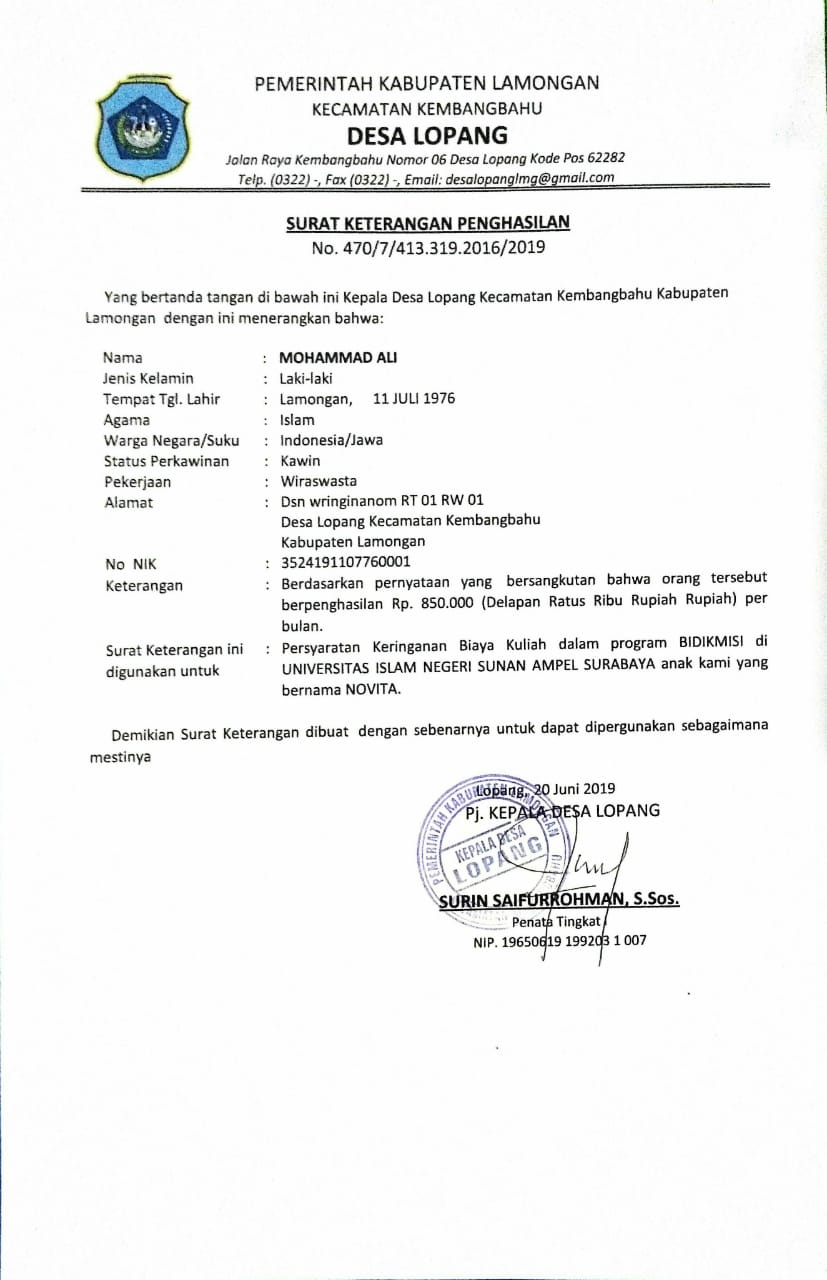 PEMERINTAH KABUPATEN LAMONGAN
KECAMATAN KEMBANGBAHU
DESA LOPANG
Jalan Raya Kembangbahu Nomor 06 Desa Lopang Kode Pos 62282
Telp. (0322) -, Fax (0322) -, Email: desalopanglmg@gmail.com
SURAT KETERANGAN PENGHASILAN
No. 470/7/413.319.2016/2019
Yang bertanda tangan di bawah ini Kepala Desa Lopang Kecamatan Kembangbahu Kabupaten
Lamongan dengan ini menerangkan bahwa:
Nama : MOHAMMAD ALI
Jenis Kelamin : Laki-laki
Tempat Tgl. Lahir : Lamongan, 11 JULI 1976
Agama : Islam
Warga Negara/Suku : Indonesia/Jawa
Status Perkawinan : Kawin
Pekerjaan : Wiraswasta
Alamat : Dsn wringinanom RT 01 RW 01
Desa Lopang Kecamatan Kembangbahu
Kabupaten Lamongan
No NIK : 3524191107760001
Keterangan : Berdasarkan pernyataan yang bersangkutan bahwa orang tersebut
berpenghasilan Rp. 850.000 (Delapan Ratus Ribu Rupiah Rupiah) per
bulan.
Surat Keterangan ini : Persyaratan Keringanan Biaya Kuliah dalam program BIDIKMISI di
digunakan untuk UNIVERSITAS ISLAM NEGERI SUNAN AMPEL SURABAYA anak kami yang
bernama NOVITA.
Demikian Surat Keterangan dibuat dengan sebenarnya untuk dapat dipergunakan sebagaimana
mestinya
Lopang, 20 Juni 2019
Pj. KEPALA DESA LOPANG
PEMERINTAH KABUPATEN LAMONGAN
KEPALA DESA
LOPANG
SURIN SAIFURROHMAN, S.Sos.
Penata Tingkat
NIP. 19650619 199203 1 007